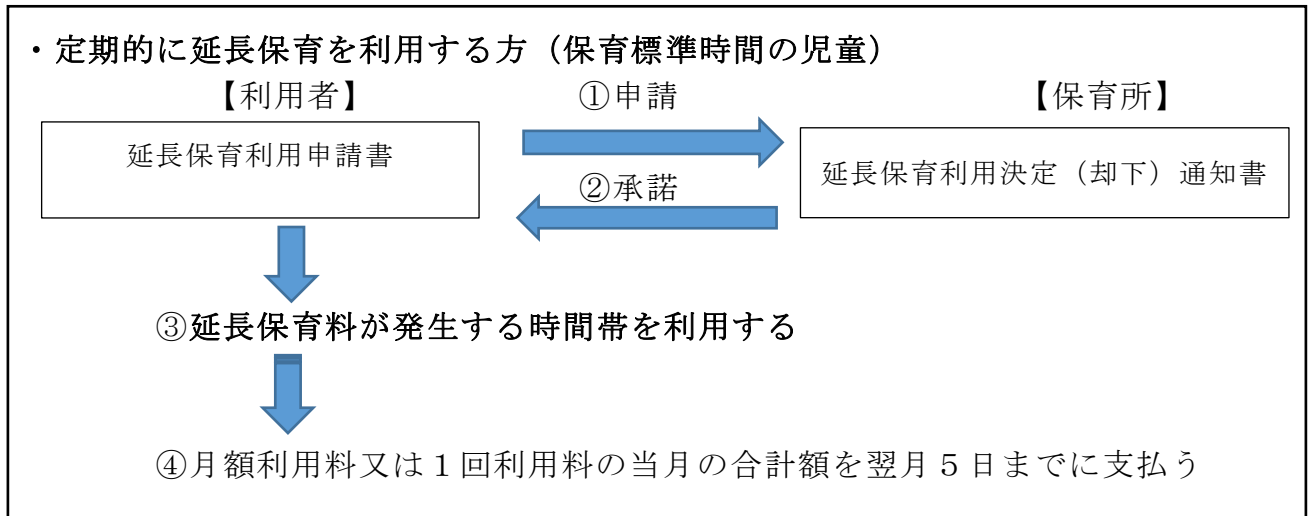 ・定期的に延長保育を利用する方（保育標準時間の児童）
【利用者】
①申請
【保育所】
延長保育利用申請書
延長保育利用決定（却下）通知書
②承諾
③延長保育料が発生する時間帯を利用する
④月額利用料又は１回利用料の当月の合計額を翌月５日までに支払う